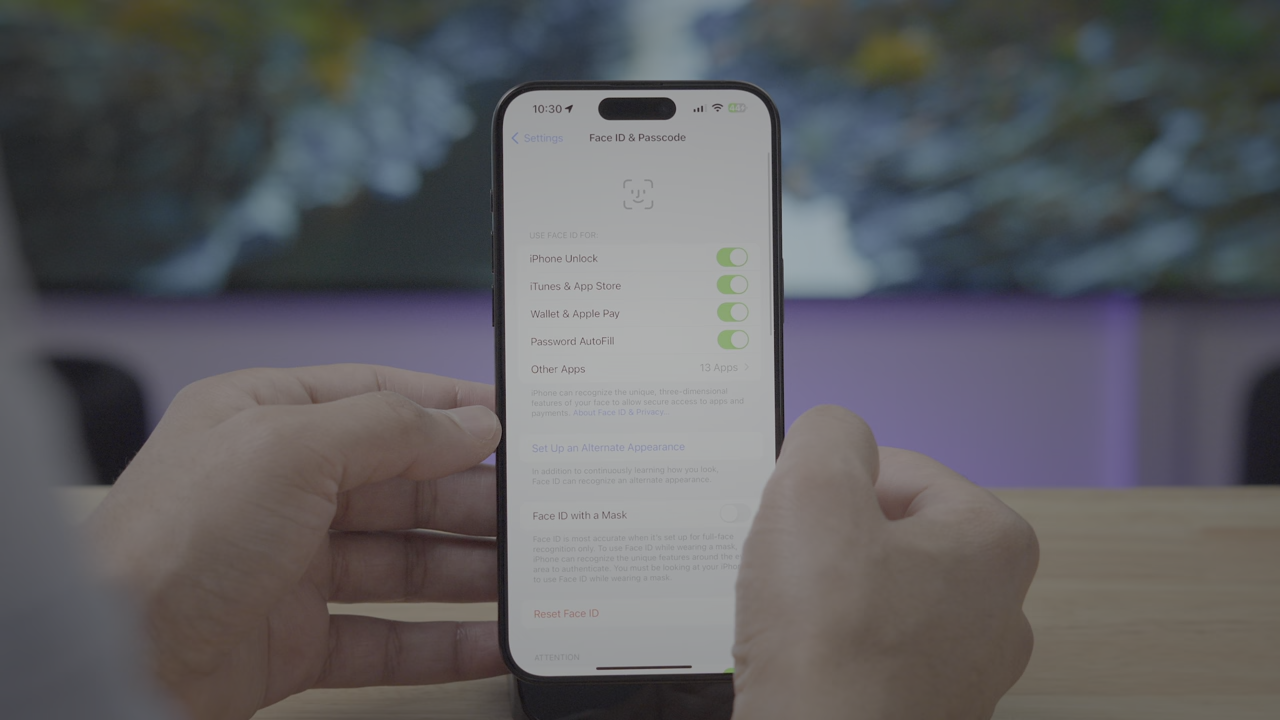 10:30
Settings
Face ID & Passcode
USE FACE ID FOR:
iPhone Unlock
iTunes & App Store
Wallet & Apple Pay
Password AutoFill
Other Apps 13 Apps
iPhone can recognize the unique, three-dimensional
features of your face to allow secure access to apps and
payments. About Face ID & Privacy...
Set Up an Alternate Appearance
In addition to continuously learning how you look,
Face ID can recognize an alternate appearance.
Face ID with a Mask
Face ID is most accurate when it's set up for full-face
recognition only. To use Face ID while wearing a mask,
iPhone can recognize the unique features around the
area to authenticate. You must be looking at your
to use Face ID while wearing a mask.
Reset Face ID
ATTENTION